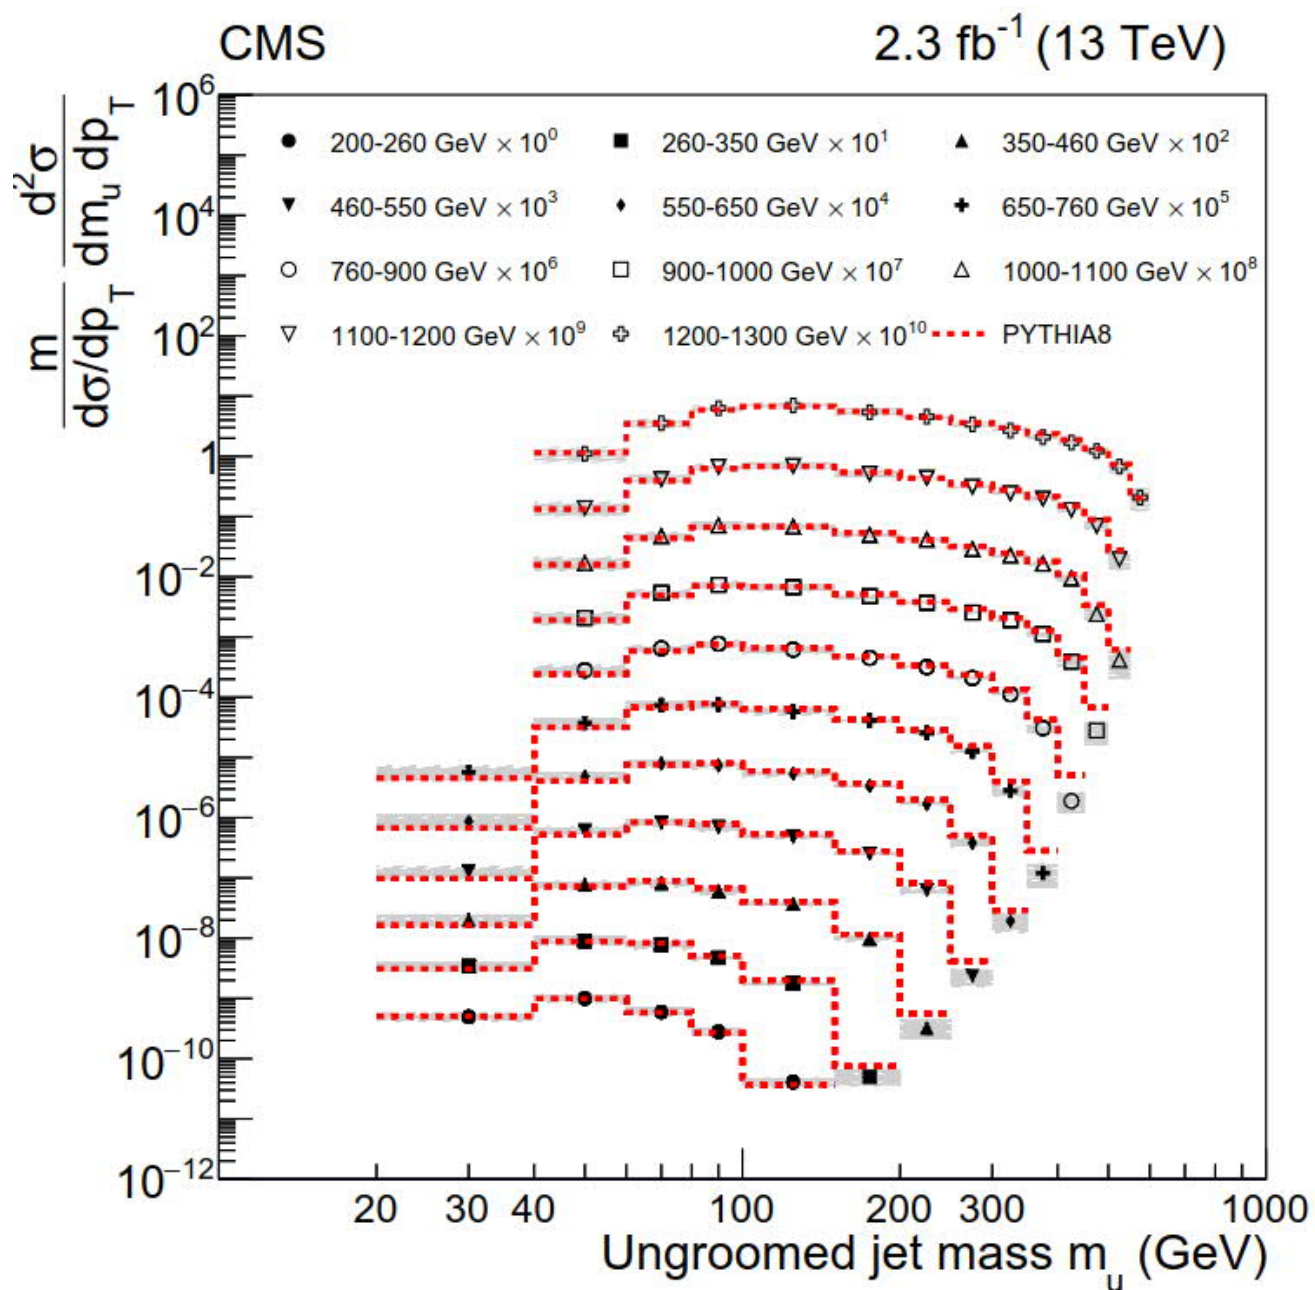 CMS 2.3 fb⁻¹ (13 TeV)
m/(dσ/dp_T) d²σ/(dm_u dp_T)
10⁶
10⁴
10²
1
10⁻²
10⁻⁴
10⁻⁶
10⁻⁸
10⁻¹⁰
10⁻¹²
200-260 GeV × 10⁰ 260-350 GeV × 10¹ 350-460 GeV × 10²
460-550 GeV × 10³ 550-650 GeV × 10⁴ 650-760 GeV × 10⁵
760-900 GeV × 10⁶ 900-1000 GeV × 10⁷ 1000-1100 GeV × 10⁸
1100-1200 GeV × 10⁹ 1200-1300 GeV × 10¹⁰ PYTHIA8
20 30 40 100 200 300 1000
Ungroomed jet mass m_u (GeV)